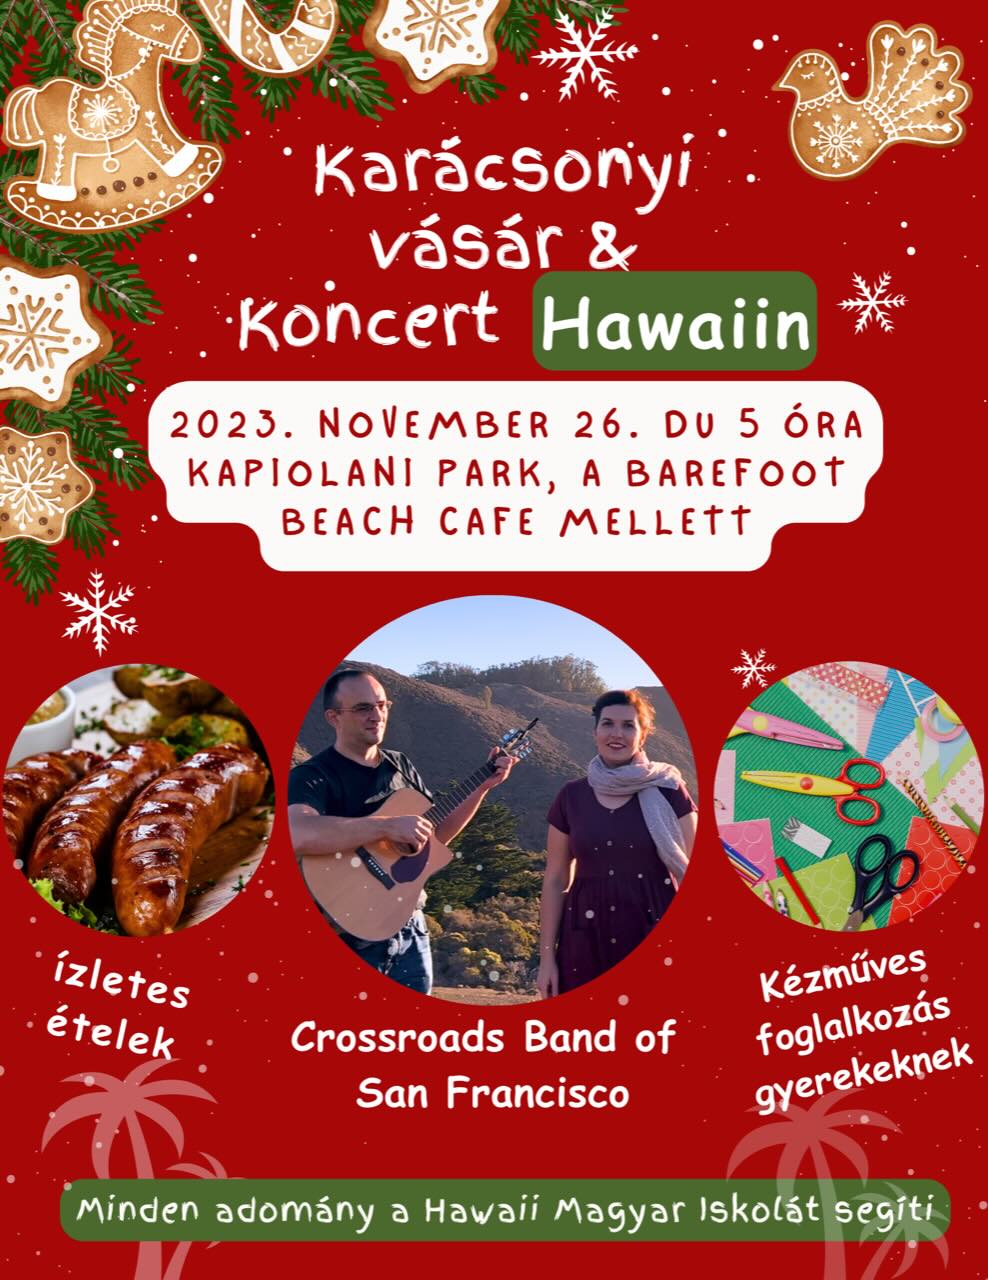 Karácsonyi
vásár &
Koncert Hawaiin
2023. NOVEMBER 26. DU 5 ÓRA
KAPIOLANI PARK, A BAREFOOT
BEACH CAFE MELLETT
ízletes
ételek
Crossroads Band of
San Francisco
Kézműves
foglalkozás
gyerekeknek
Minden adomány a Hawaii Magyar Iskolát segíti